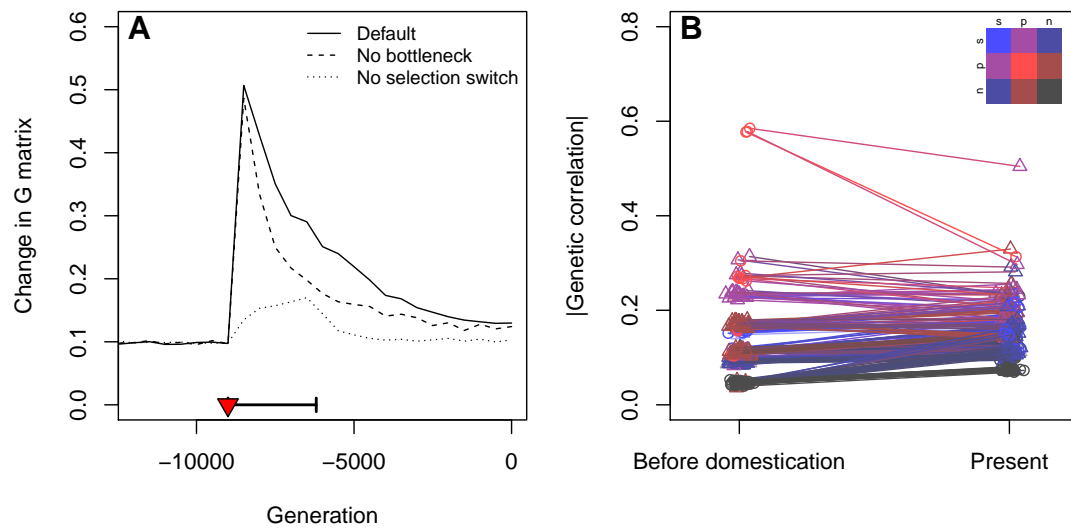 A
Default
No bottleneck
No selection switch
Change in G matrix
0.6
0.5
0.4
0.3
0.2
0.1
0.0
−10000
−5000
0
Generation
B
s p n
s
p
n
|Genetic correlation|
0.8
0.6
0.4
0.2
0.0
Before domestication
Present